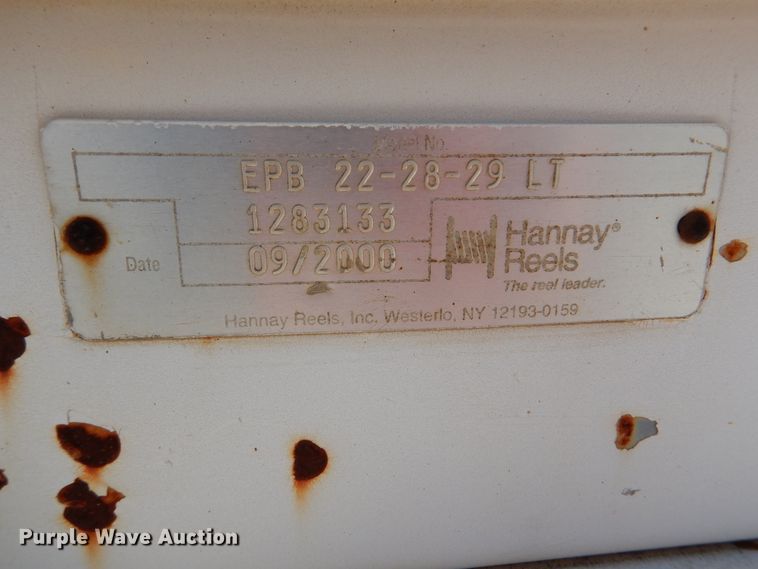 Model No.
EPB 22-28-29 LT
1283133
Date 09/2000
Hannay®
Reels
The reel leader.
Hannay Reels, Inc. Westerlo, NY 12193-0159
Purple Wave Auction